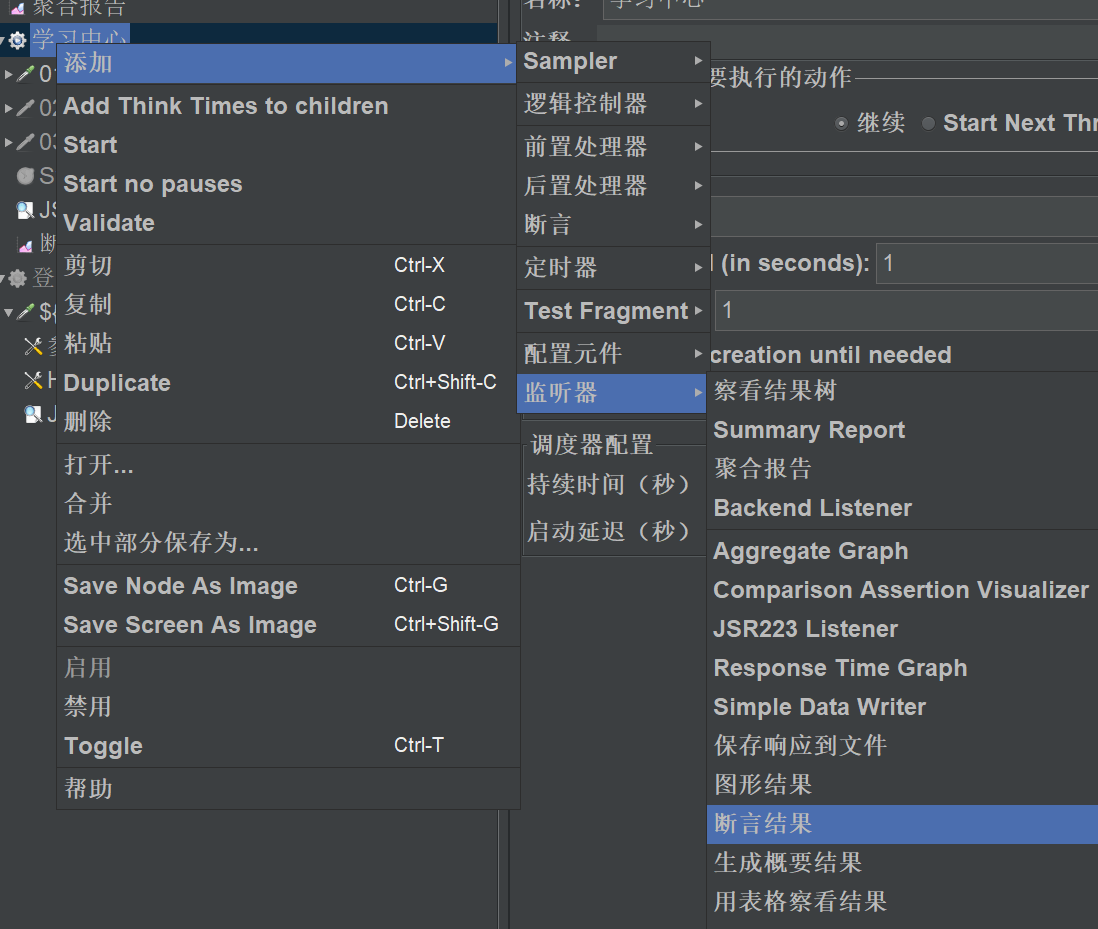 聚合报告
名称： 学习中心
学习中心
注释
添加
Add Think Times to children
Start
Start no pauses
Validate
剪切 Ctrl-X
复制 Ctrl-C
粘贴 Ctrl-V
Duplicate Ctrl+Shift-C
删除 Delete
打开...
合并
选中部分保存为...
Save Node As Image Ctrl-G
Save Screen As Image Ctrl+Shift-G
启用
禁用
Toggle Ctrl-T
帮助
Sampler
逻辑控制器
前置处理器
后置处理器
断言
定时器
Test Fragment
配置元件
监听器
要执行的动作
继续 Start Next Thr
(in seconds): 1
1
creation until needed
调度器配置
持续时间（秒）
启动延迟（秒）
察看结果树
Summary Report
聚合报告
Backend Listener
Aggregate Graph
Comparison Assertion Visualizer
JSR223 Listener
Response Time Graph
Simple Data Writer
保存响应到文件
图形结果
断言结果
生成概要结果
用表格察看结果
01
02
03
S
JS
断
登
$
H
J